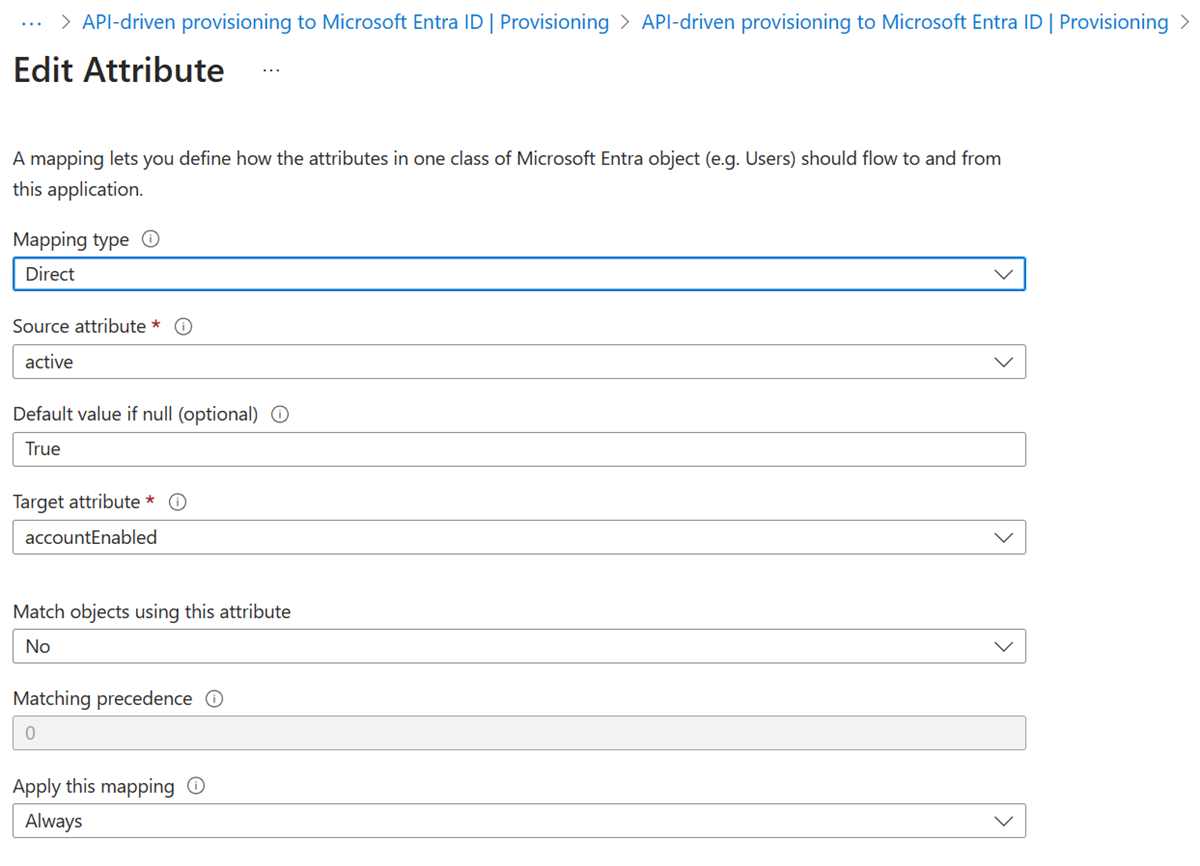 ... > API-driven provisioning to Microsoft Entra ID | Provisioning > API-driven provisioning to Microsoft Entra ID | Provisioning >
Edit Attribute ...
A mapping lets you define how the attributes in one class of Microsoft Entra object (e.g. Users) should flow to and from
this application.
Mapping type
Direct
Source attribute *
active
Default value if null (optional)
True
Target attribute *
accountEnabled
Match objects using this attribute
No
Matching precedence
0
Apply this mapping
Always